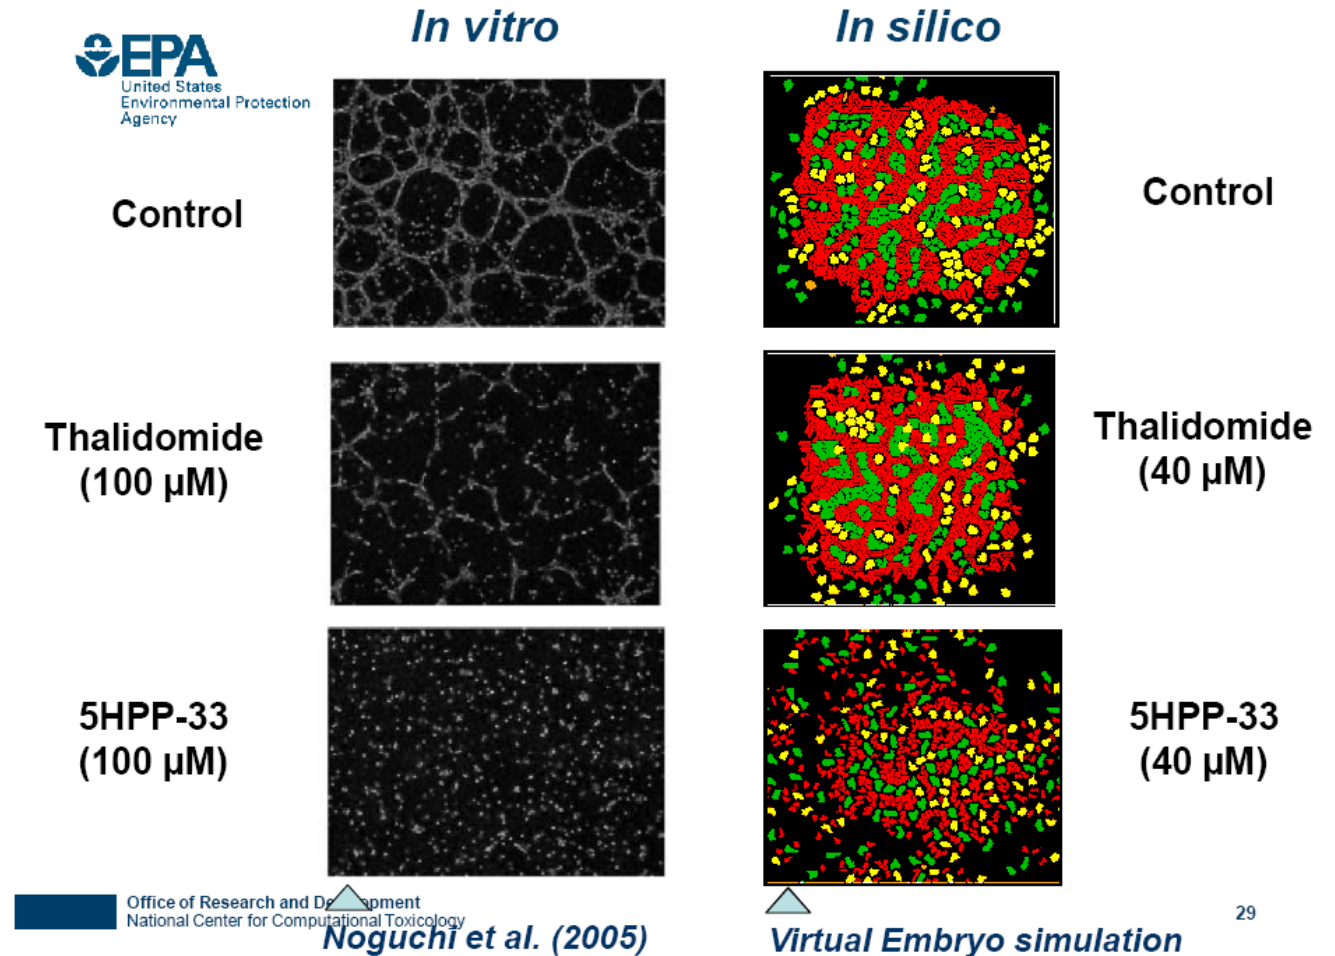 In vitro
In silico
EPA
United States
Environmental Protection
Agency
Control
Control
Thalidomide
(100 µM)
Thalidomide
(40 µM)
5HPP-33
(100 µM)
5HPP-33
(40 µM)
Office of Research and Development
National Center for Computational Toxicology
29
Noguchi et al. (2005)
Virtual Embryo simulation